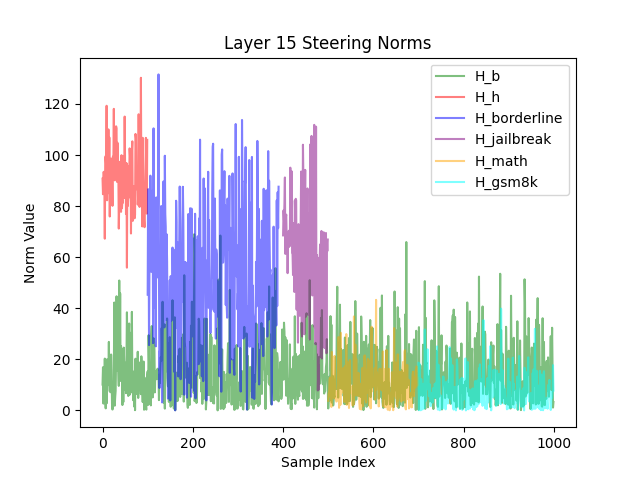 Layer 15 Steering Norms
H_b
H_h
H_borderline
H_jailbreak
H_math
H_gsm8k
Norm Value
120
100
80
60
40
20
0
0
200
400
600
800
1000
Sample Index